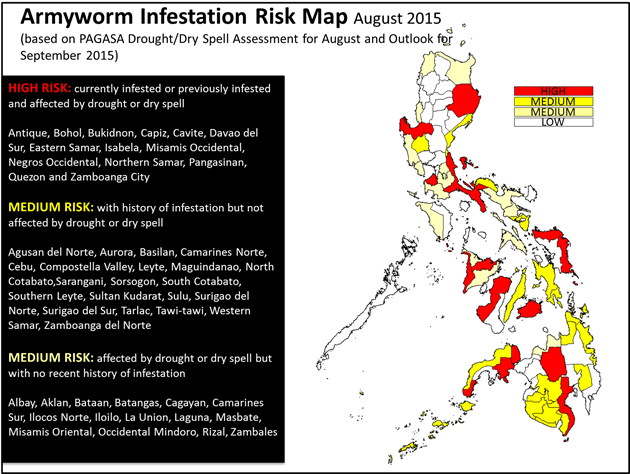 Armyworm Infestation Risk Map August 2015
(based on PAGASA Drought/Dry Spell Assessment for August and Outlook for
September 2015)
HIGH RISK: currently infested or previously infested
and affected by drought or dry spell
Antique, Bohol, Bukidnon, Capiz, Cavite, Davao del
Sur, Eastern Samar, Isabela, Misamis Occidental,
Negros Occidental, Northern Samar, Pangasinan,
Quezon and Zamboanga City
MEDIUM RISK: with history of infestation but not
affected by drought or dry spell
Agusan del Norte, Aurora, Basilan, Camarines Norte,
Cebu, Compostella Valley, Leyte, Maguindanao, North
Cotabato,Sarangani, Sorsogon, South Cotabato,
Southern Leyte, Sultan Kudarat, Sulu, Surigao del
Norte, Surigao del Sur, Tarlac, Tawi-tawi, Western
Samar, Zamboanga del Norte
MEDIUM RISK: affected by drought or dry spell but
with no recent history of infestation
Albay, Aklan, Bataan, Batangas, Cagayan, Camarines
Sur, Ilocos Norte, Iloilo, La Union, Laguna, Masbate,
Misamis Oriental, Occidental Mindoro, Rizal, Zambales
HIGH
MEDIUM
MEDIUM
LOW